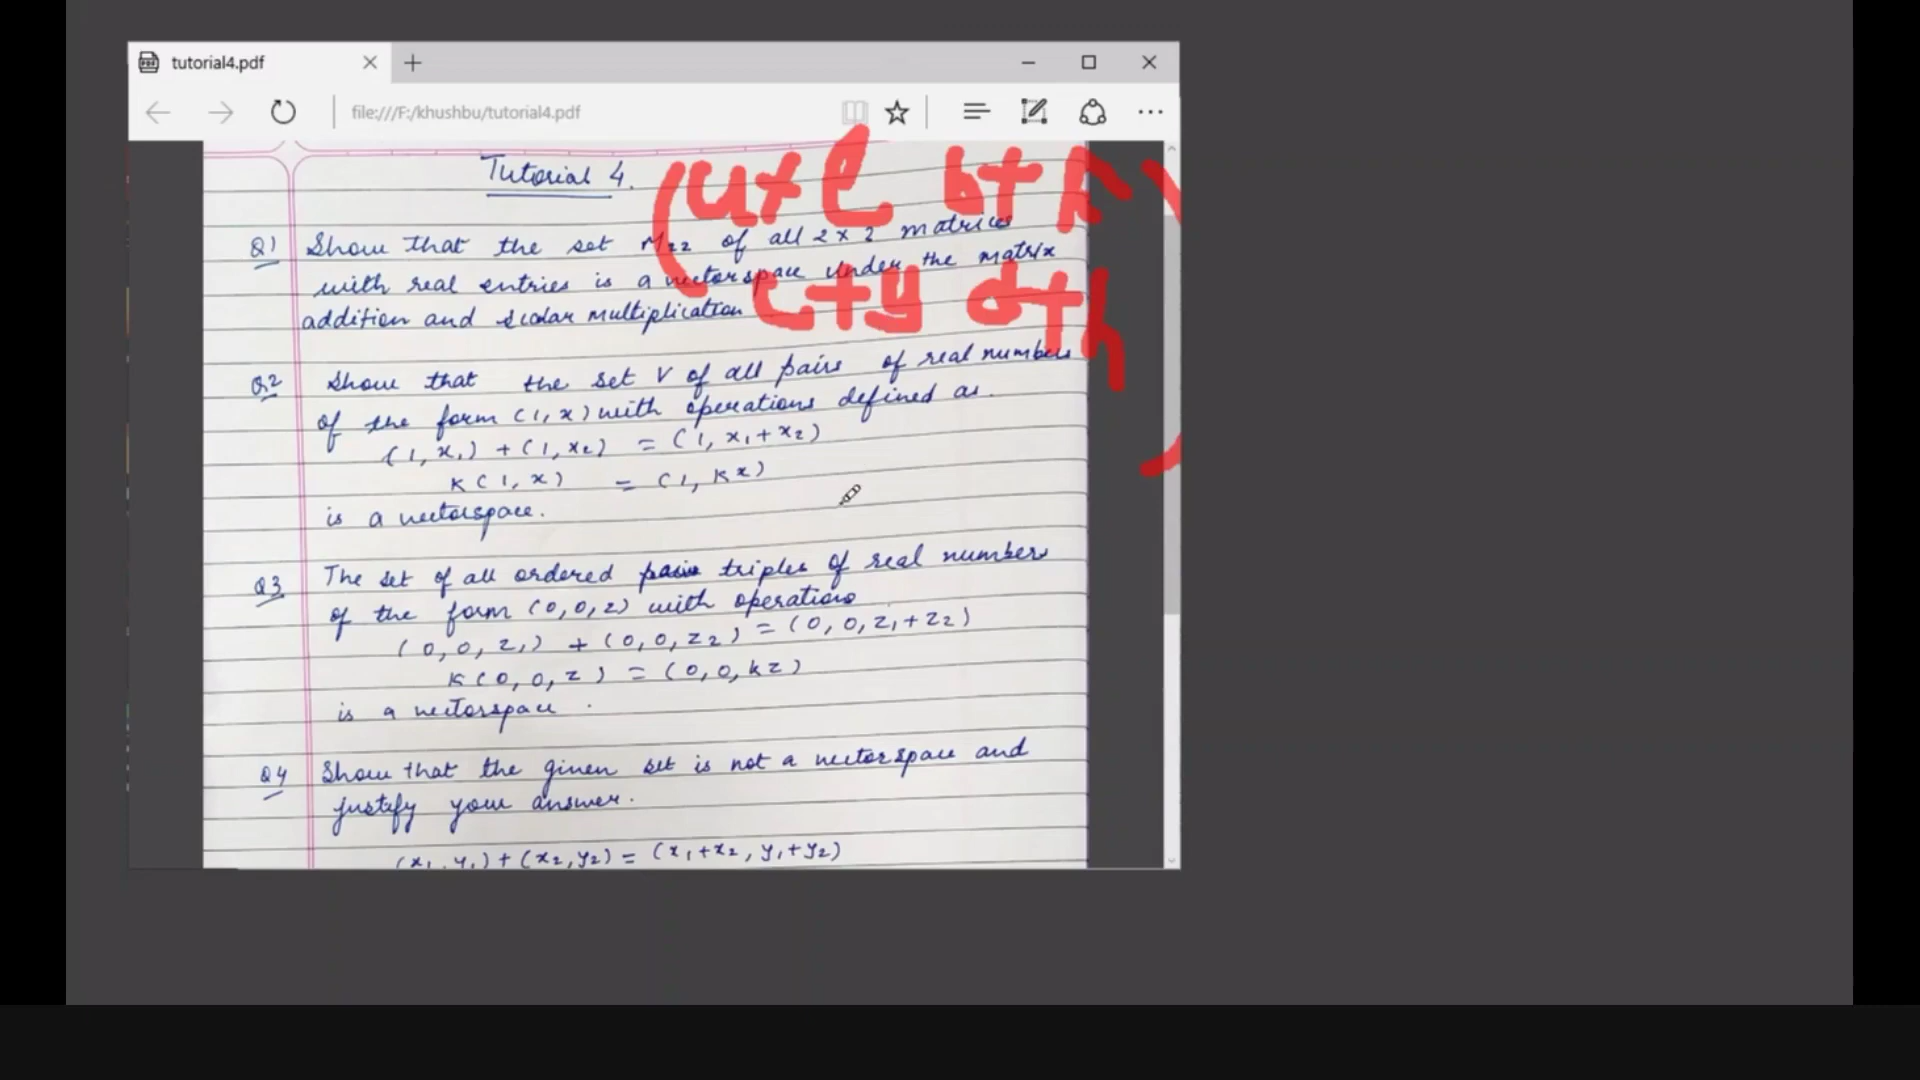 tutorial4.pdf
file:///F:/khushbu/tutorial4.pdf
Tutorial 4.
Q1 Show that the set M22 of all 2 x 2 matrices
with real entries is a vectorspace under the matrix
addition and scalar multiplication
c+y d+h
Q2 Show that the set V of all pairs of real numbers
of the form (1, x) with operations defined as.
(1, x1) + (1, x2) = (1, x1 + x2)
K(1, x) = (1, Kx)
is a vectorspace.
Q3 The set of all ordered triples of real numbers
of the form (0, 0, z) with operations
(0, 0, z1) + (0, 0, z2) = (0, 0, z1 + z2)
K(0, 0, z) = (0, 0, kz)
is a vectorspace.
Q4 Show that the given set is not a vectorspace and
justify your answer.
(x1, y1) + (x2, y2) = (x1 + x2, y1 + y2)